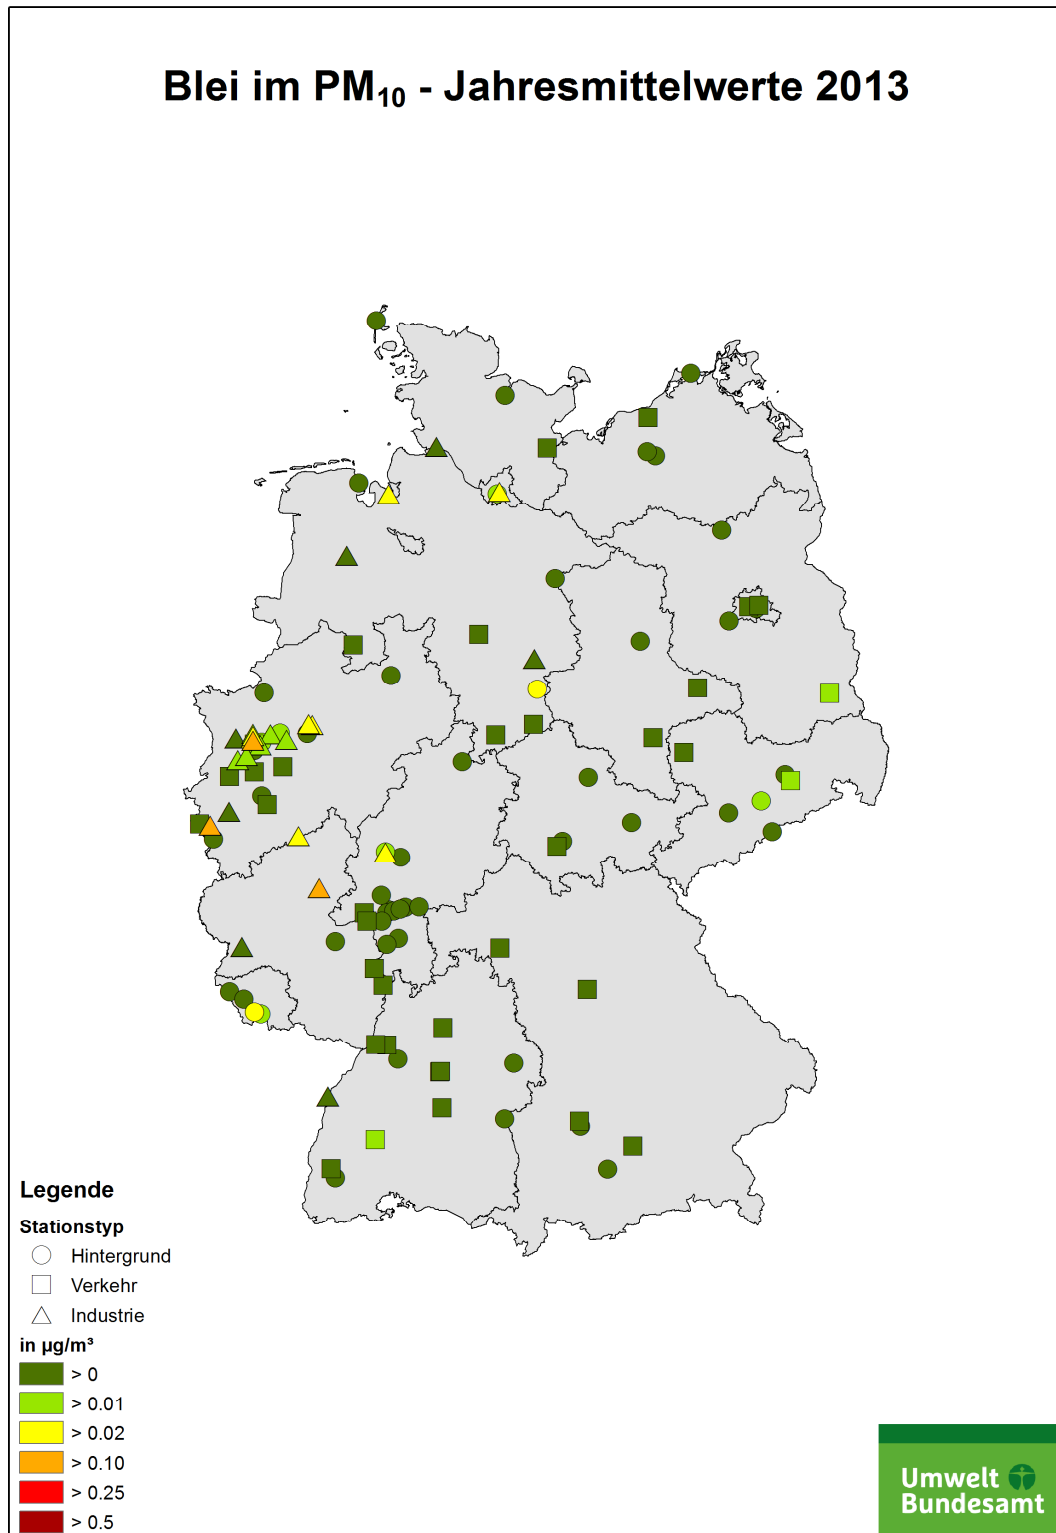 Blei im PM₁₀ - Jahresmittelwerte 2013
Legende
Stationstyp
Hintergrund
Verkehr
Industrie
in µg/m³
> 0
> 0.01
> 0.02
> 0.10
> 0.25
> 0.5
Umwelt
Bundesamt